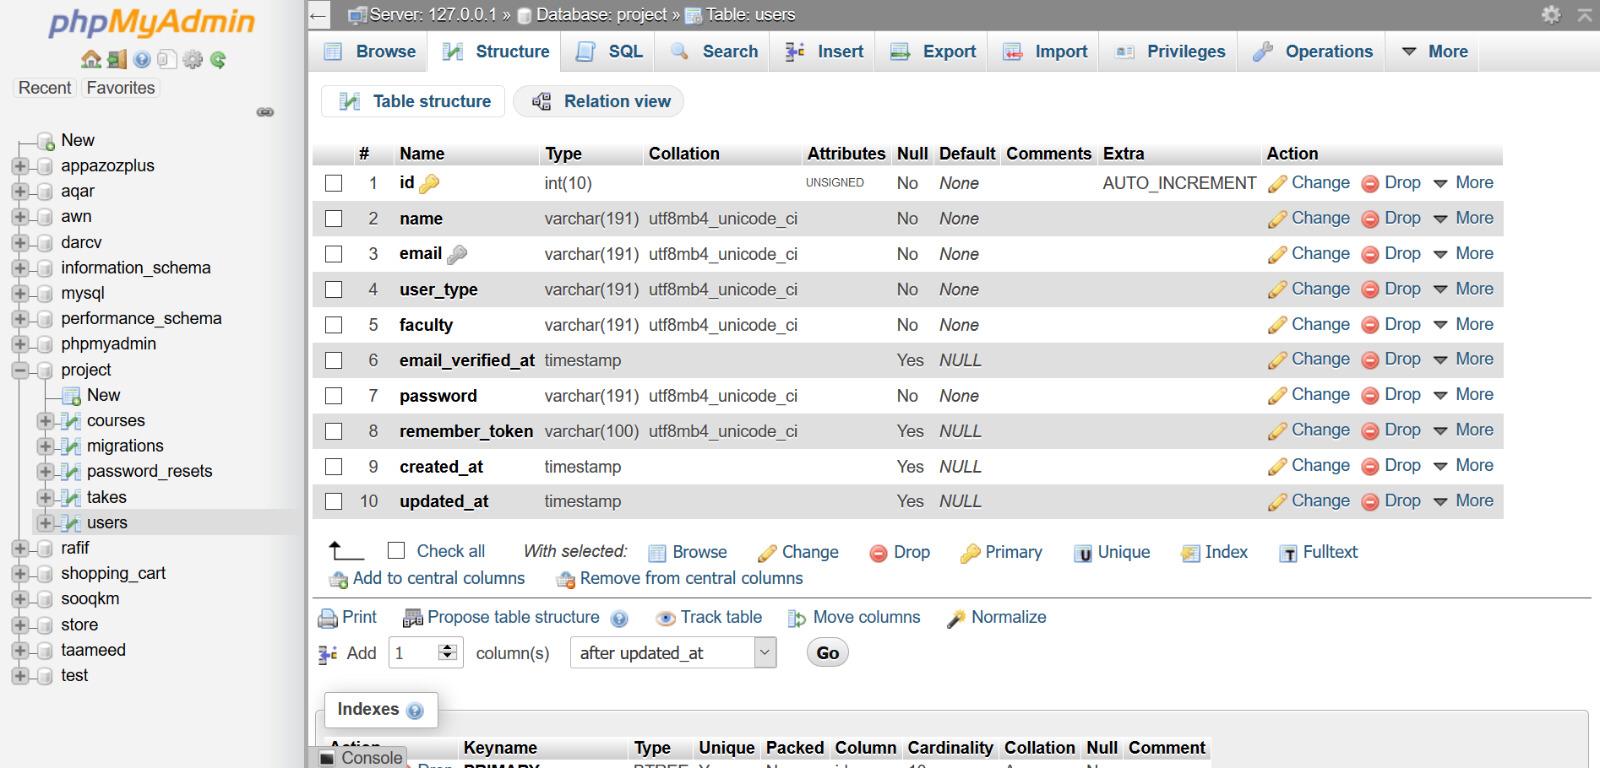 phpMyAdmin
Recent Favorites
New
appazozplus
aqar
awn
darcv
information_schema
mysql
performance_schema
phpmyadmin
project
New
courses
migrations
password_resets
takes
users
rafif
shopping_cart
sooqkm
store
taameed
test
← Server: 127.0.0.1 » Database: project » Table: users
Browse Structure SQL Search Insert Export Import Privileges Operations More
Table structure Relation view
# Name Type Collation Attributes Null Default Comments Extra Action
1 id int(10) UNSIGNED No None AUTO_INCREMENT Change Drop More
2 name varchar(191) utf8mb4_unicode_ci No None Change Drop More
3 email varchar(191) utf8mb4_unicode_ci No None Change Drop More
4 user_type varchar(191) utf8mb4_unicode_ci No None Change Drop More
5 faculty varchar(191) utf8mb4_unicode_ci No None Change Drop More
6 email_verified_at timestamp Yes NULL Change Drop More
7 password varchar(191) utf8mb4_unicode_ci No None Change Drop More
8 remember_token varchar(100) utf8mb4_unicode_ci Yes NULL Change Drop More
9 created_at timestamp Yes NULL Change Drop More
10 updated_at timestamp Yes NULL Change Drop More
Check all With selected: Browse Change Drop Primary Unique Index Fulltext
Add to central columns Remove from central columns
Print Propose table structure Track table Move columns Normalize
Add 1 column(s) after updated_at Go
Indexes
Action Keyname Type Unique Packed Column Cardinality Collation Null Comment
Console Drop PRIMARY BTREE